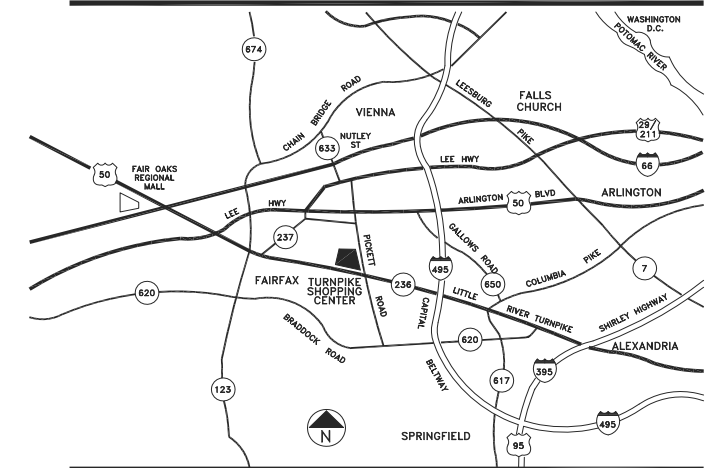 WASHINGTON
D.C.
POTOMAC RIVER
674
CHAIN BRIDGE ROAD
LEESBURG PIKE
FALLS
CHURCH
VIENNA
29/
211
NUTLEY
ST
633
LEE HWY
66
50
FAIR OAKS
REGIONAL
MALL
ARLINGTON BLVD
50
ARLINGTON
LEE HWY
237
PICKETT ROAD
GALLOWS ROAD
495
COLUMBIA PIKE
7
FAIRFAX
TURNPIKE
SHOPPING
CENTER
236
650
620
LITTLE RIVER TURNPIKE
SHIRLEY HIGHWAY
CAPITAL BELTWAY
BRADDOCK ROAD
620
ALEXANDRIA
395
617
123
495
N
SPRINGFIELD
95